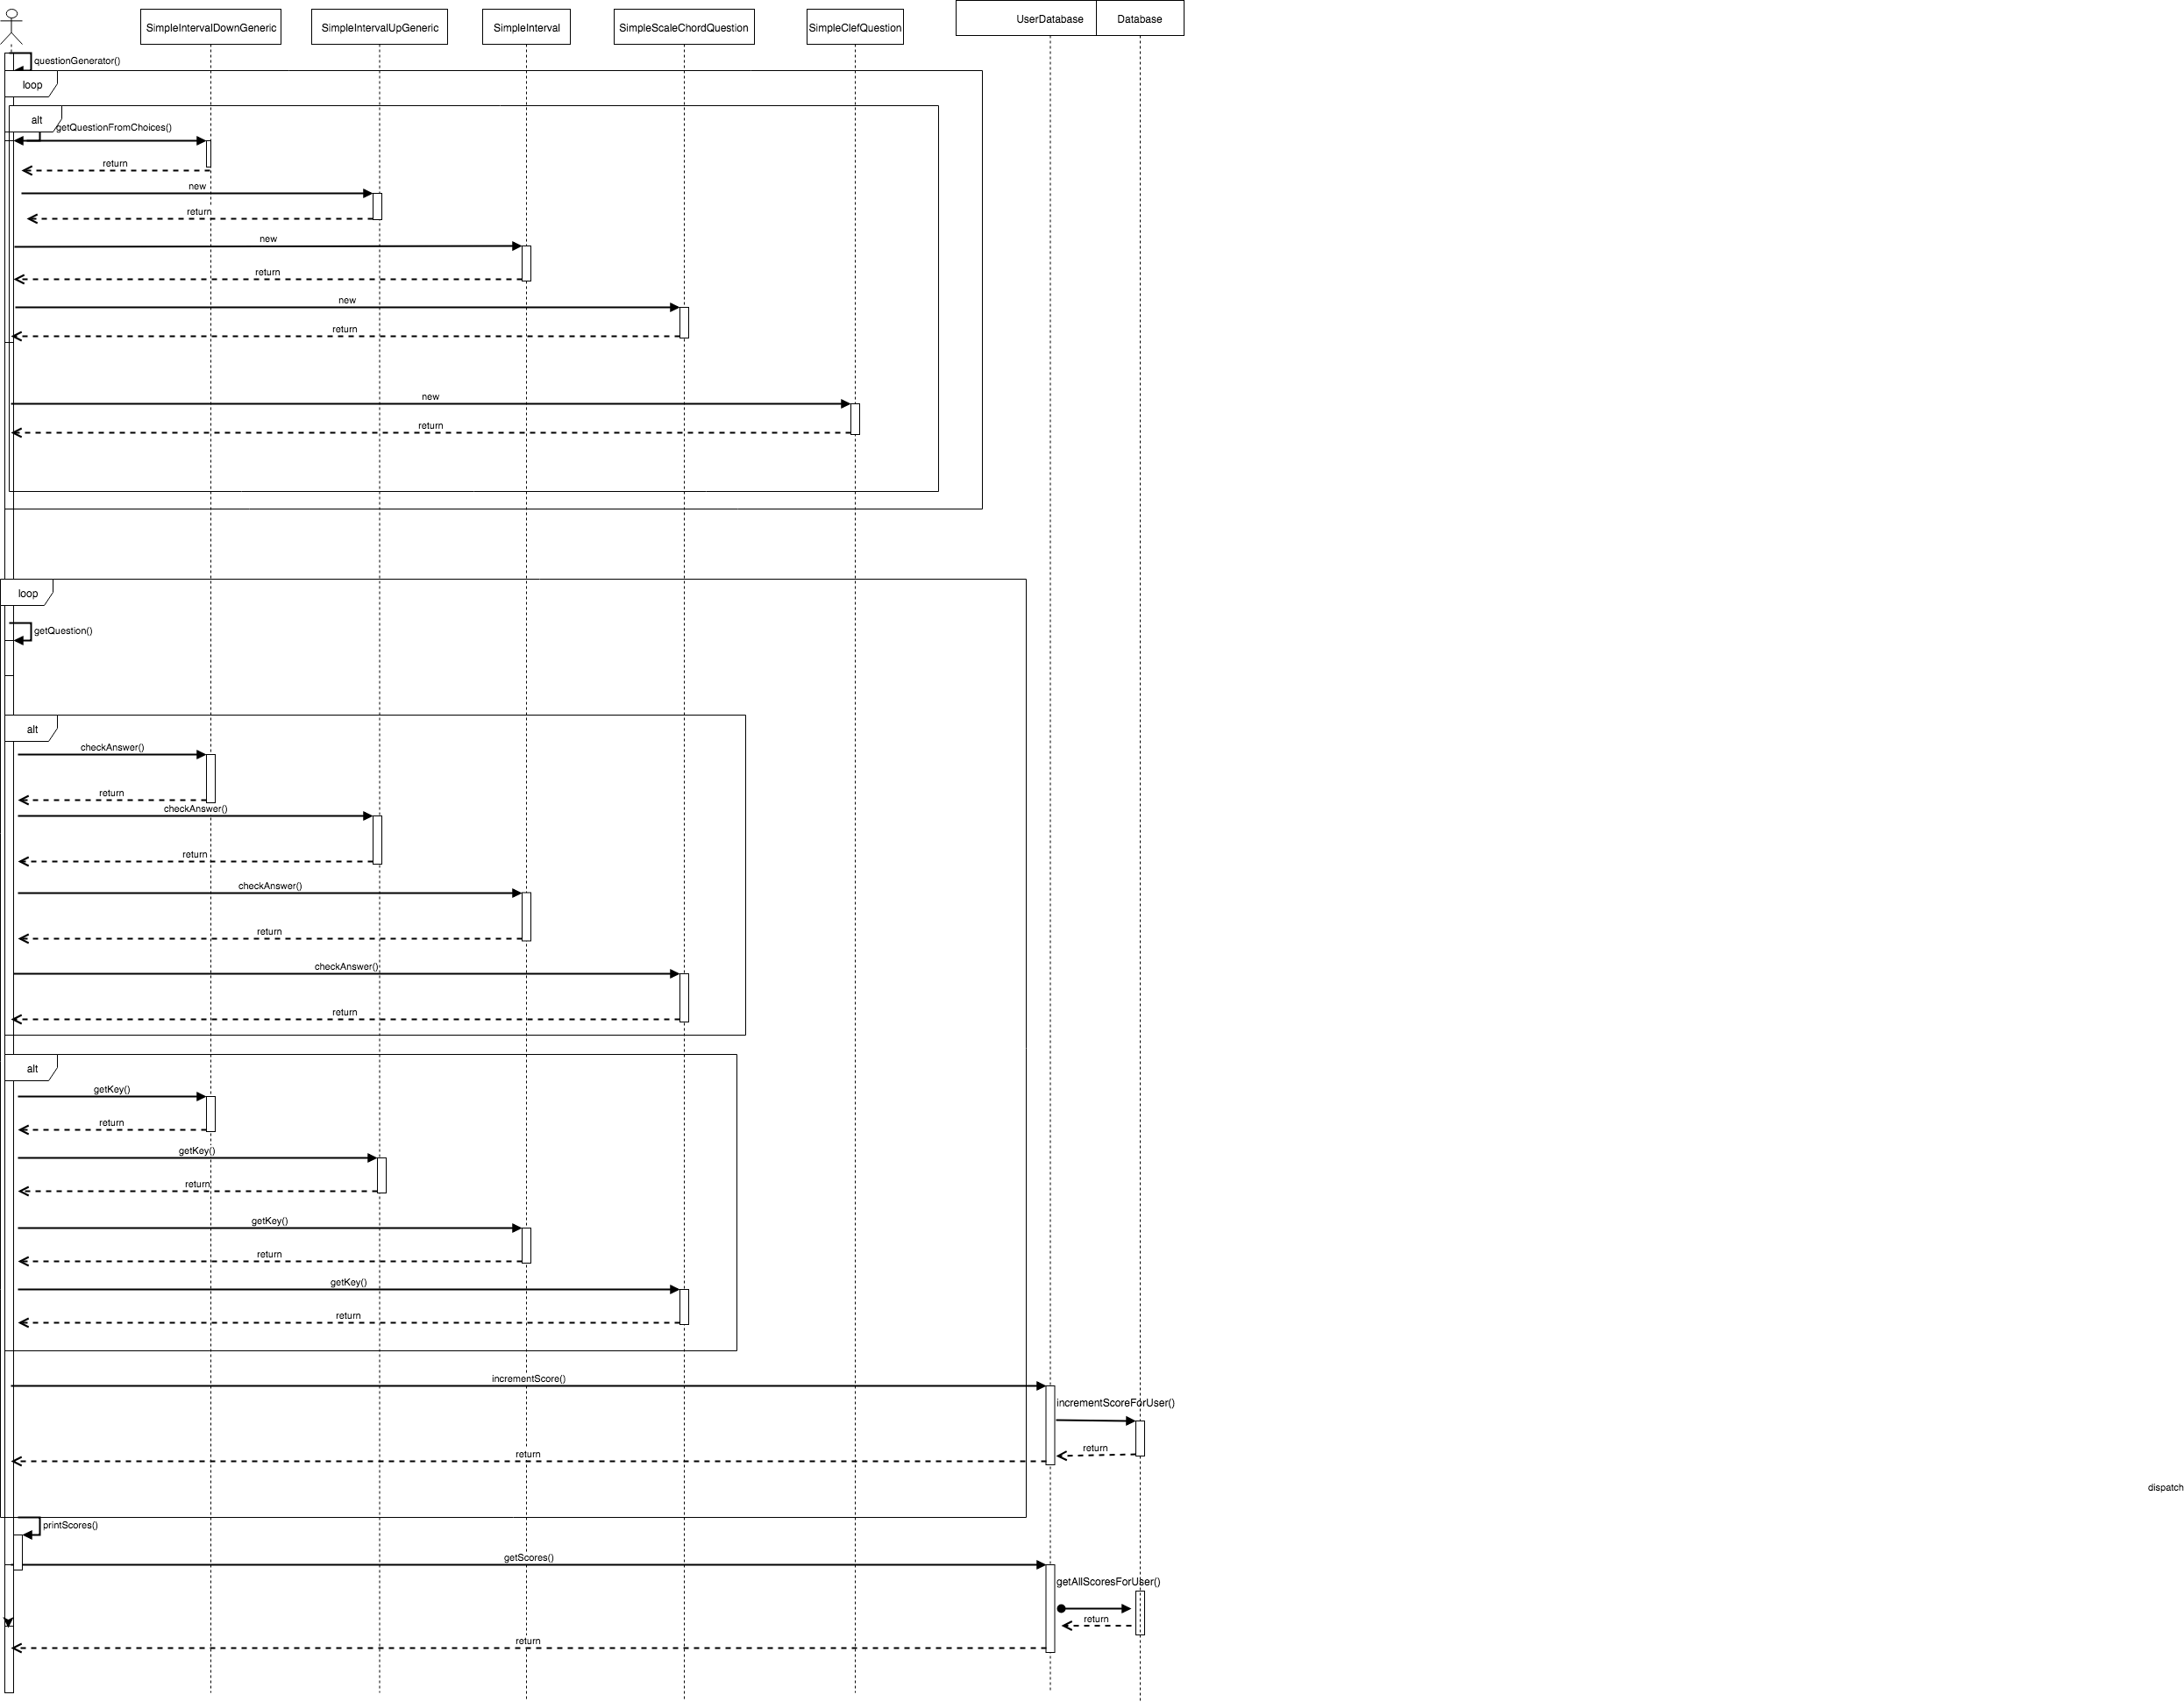 SimpleIntervalDownGeneric
SimpleIntervalUpGeneric
SimpleInterval
SimpleScaleChordQuestion
SimpleClefQuestion
UserDatabase
Database
questionGenerator()
loop
alt
getQuestionFromChoices()
return
new
return
new
return
new
return
new
return
loop
getQuestion()
alt
checkAnswer()
return
checkAnswer()
return
checkAnswer()
return
checkAnswer()
return
alt
getKey()
return
getKey()
return
getKey()
return
getKey()
return
incrementScore()
incrementScoreForUser()
return
return
dispatch
printScores()
getScores()
getAllScoresForUser()
return
return